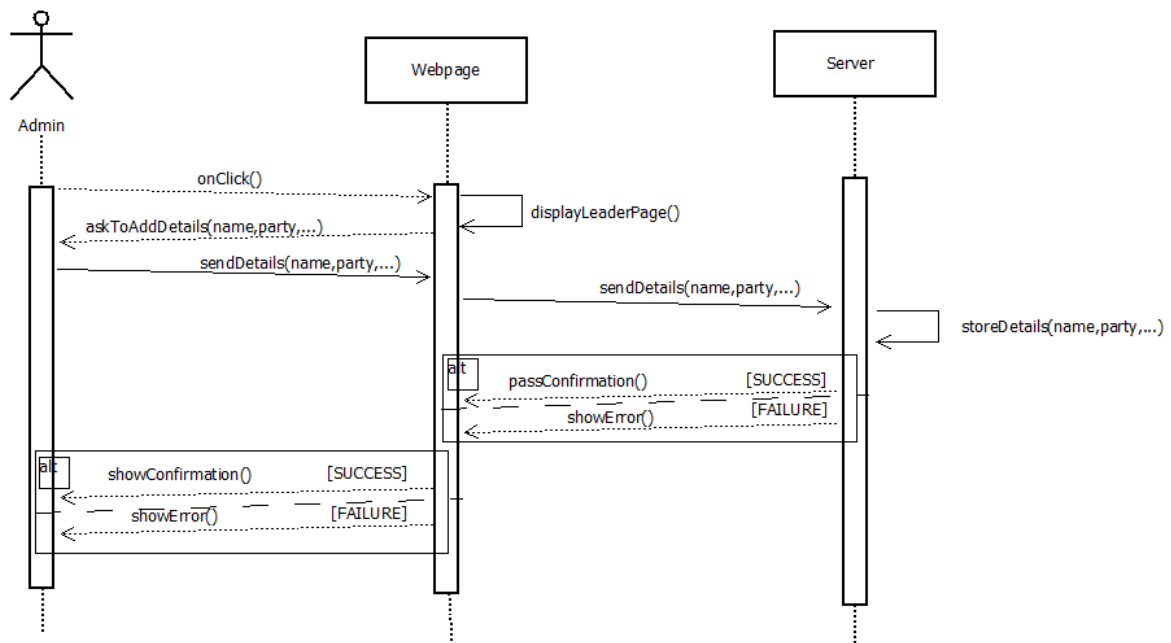 Webpage
Server
Admin
onClick()
displayLeaderPage()
askToAddDetails(name,party,...)
sendDetails(name,party,...)
sendDetails(name,party,...)
storeDetails(name,party,...)
alt
passConfirmation()
[SUCCESS]
showError()
[FAILURE]
alt
showConfirmation()
[SUCCESS]
showError()
[FAILURE]